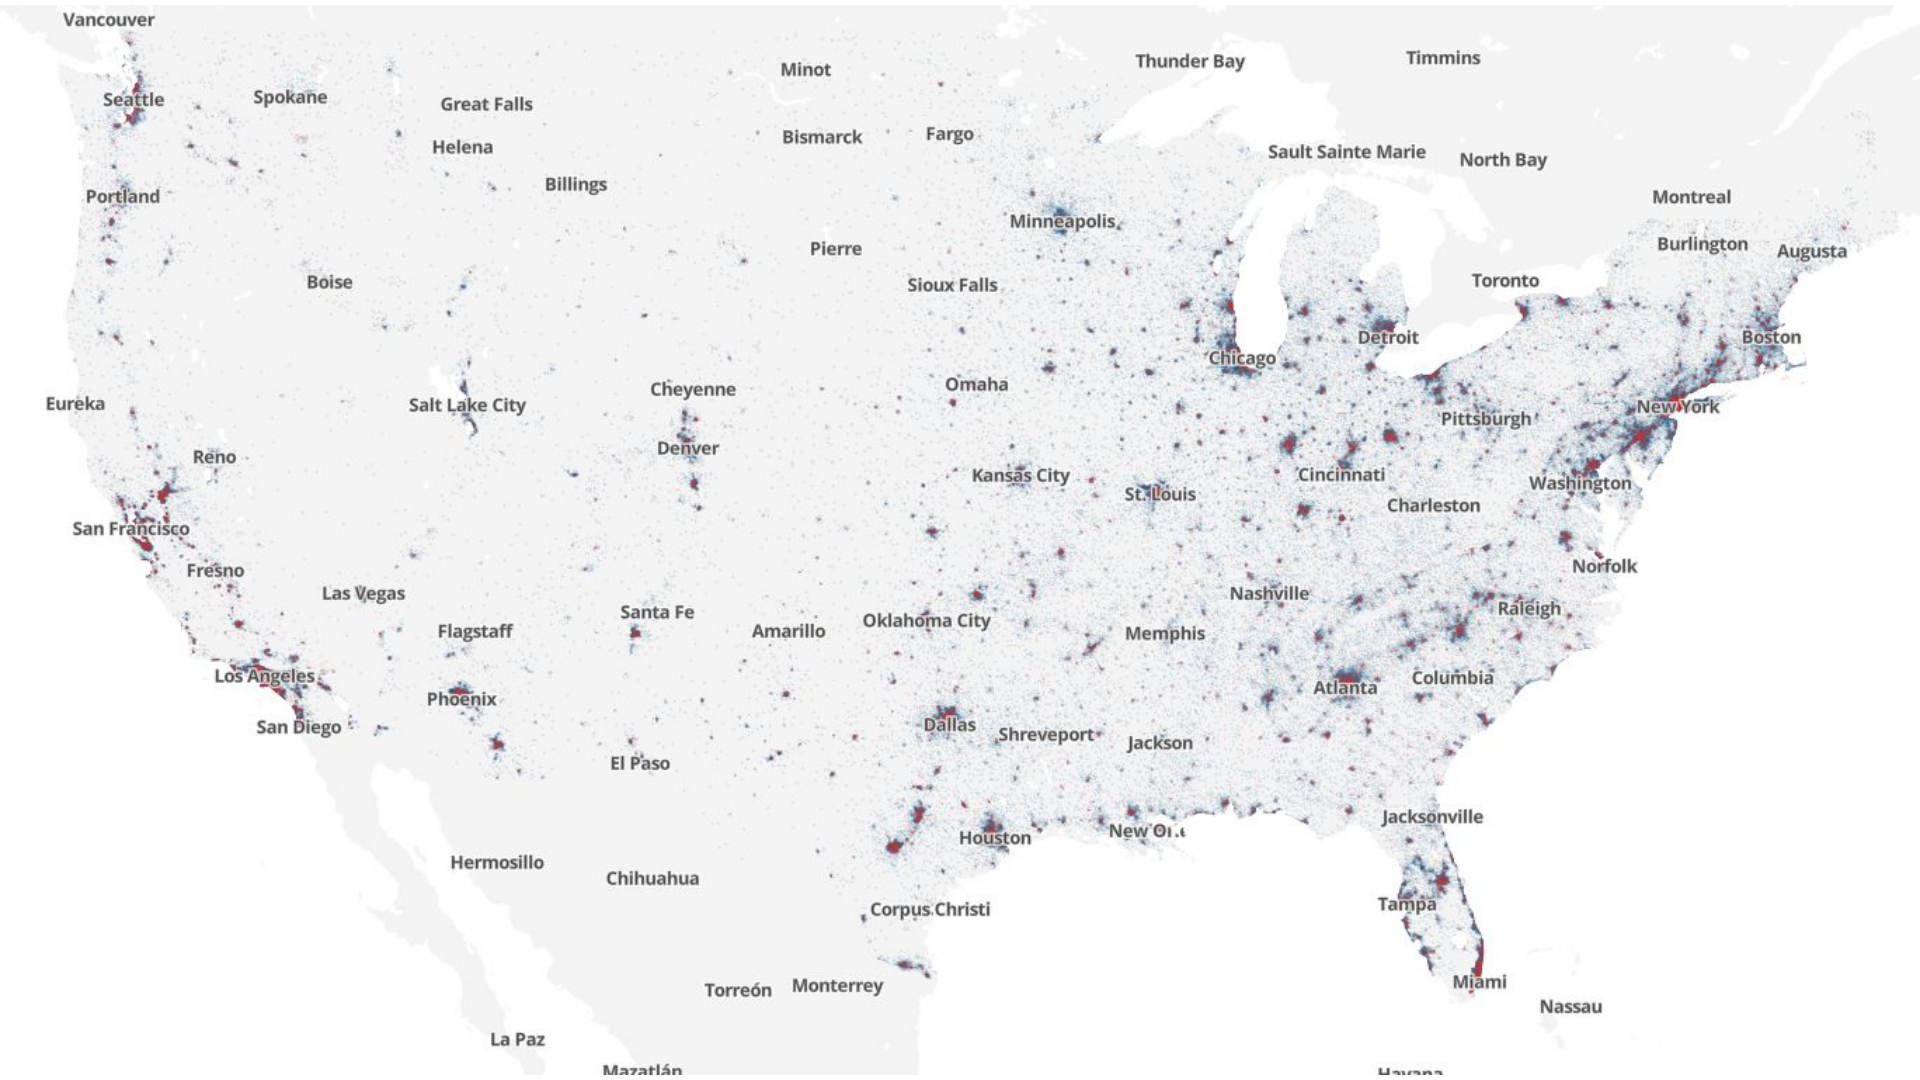 Vancouver
Timmins
Thunder Bay
Minot
Spokane
Seattle
Great Falls
Fargo
Bismarck
Helena
Sault Sainte Marie
North Bay
Billings
Portland
Montreal
Minneapolis
Burlington
Pierre
Augusta
Boise
Toronto
Sioux Falls
Boston
Detroit
Chicago
Omaha
Cheyenne
Eureka
Salt Lake City
New York
Pittsburgh
Denver
Reno
Kansas City
Cincinnati
Washington
St. Louis
Charleston
San Francisco
Norfolk
Fresno
Las Vegas
Nashville
Raleigh
Santa Fe
Oklahoma City
Flagstaff
Amarillo
Memphis
Los Angeles
Columbia
Atlanta
Phoenix
Dallas
San Diego
Shreveport
Jackson
El Paso
Jacksonville
New
Houston
Hermosillo
Chihuahua
Tampa
Corpus Christi
Miami
Monterrey
Torreón
Nassau
La Paz
Mazatlán
Havana